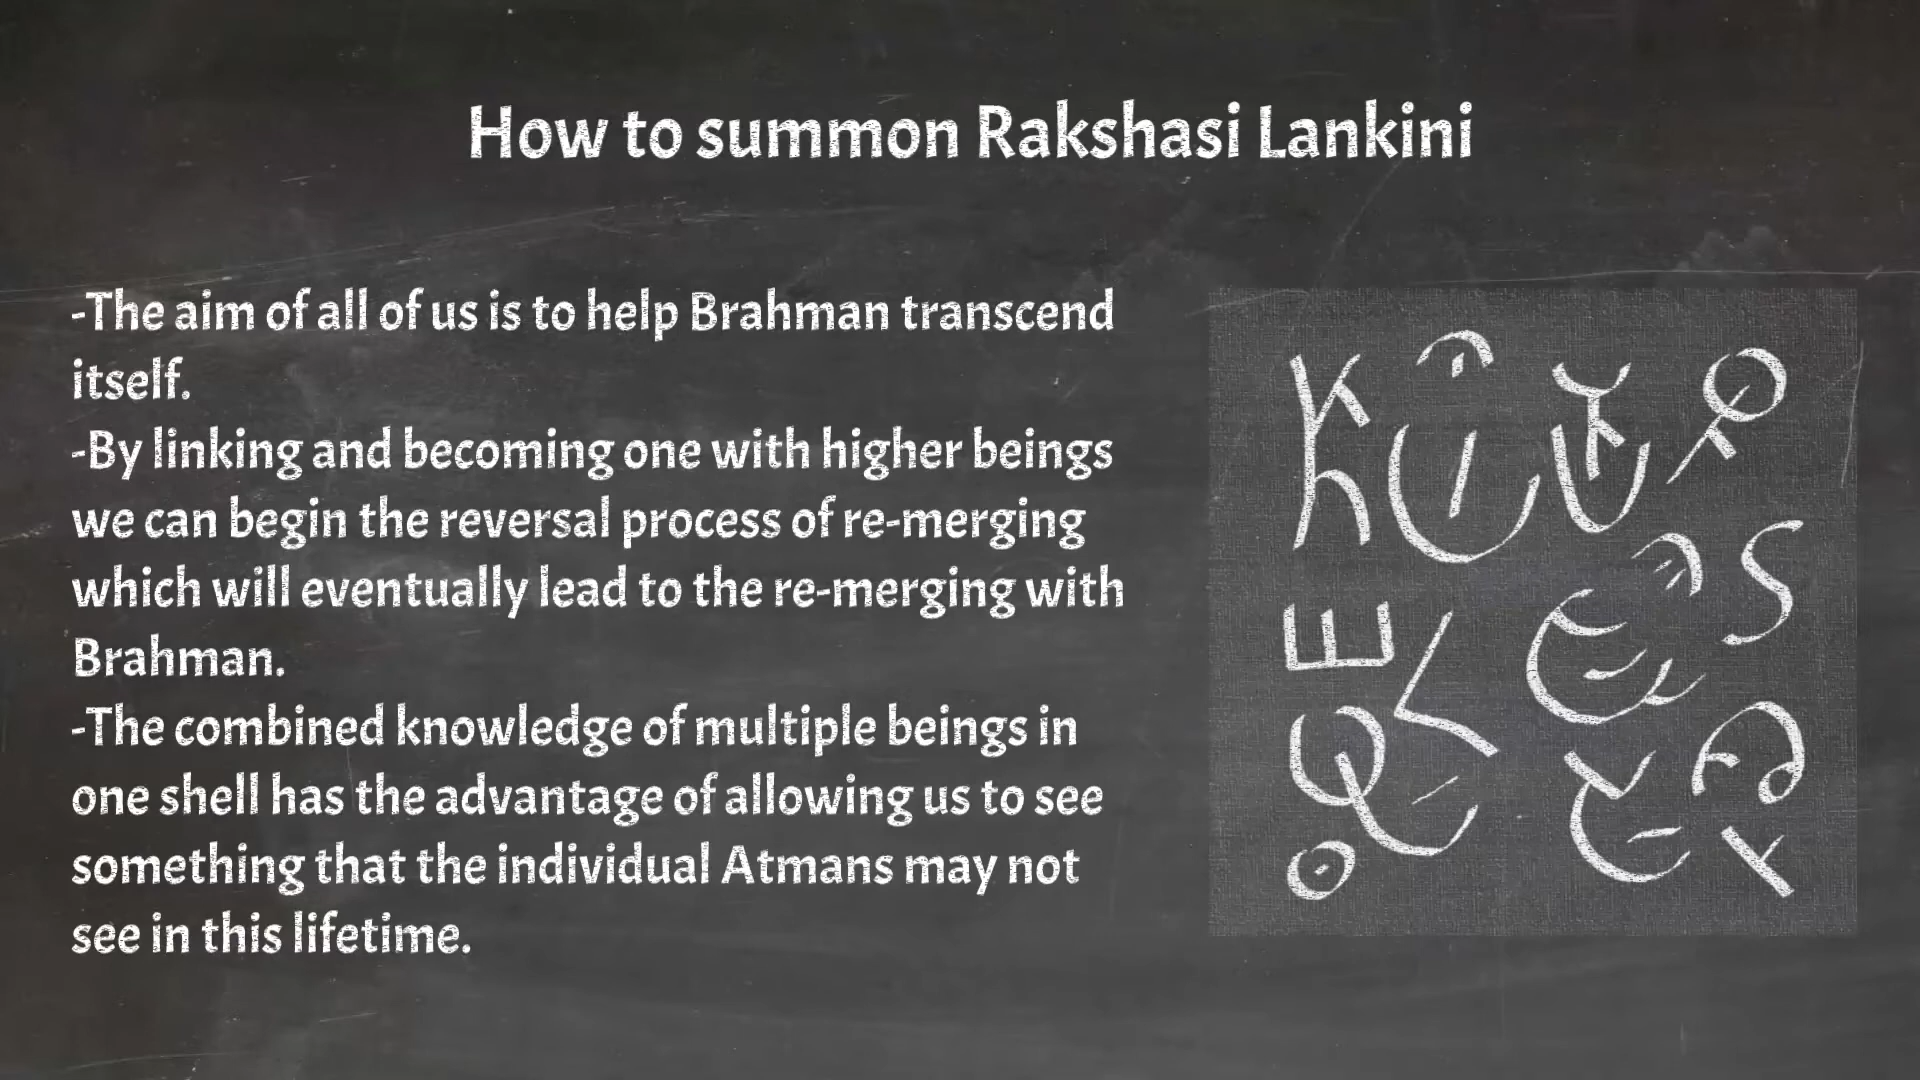 How to summon Rakshasi Lankini
-The aim of all of us is to help Brahman transcend
itself.
-By linking and becoming one with higher beings
we can begin the reversal process of re-merging
which will eventually lead to the re-merging with
Brahman.
-The combined knowledge of multiple beings in
one shell has the advantage of allowing us to see
something that the individual Atmans may not
see in this lifetime.